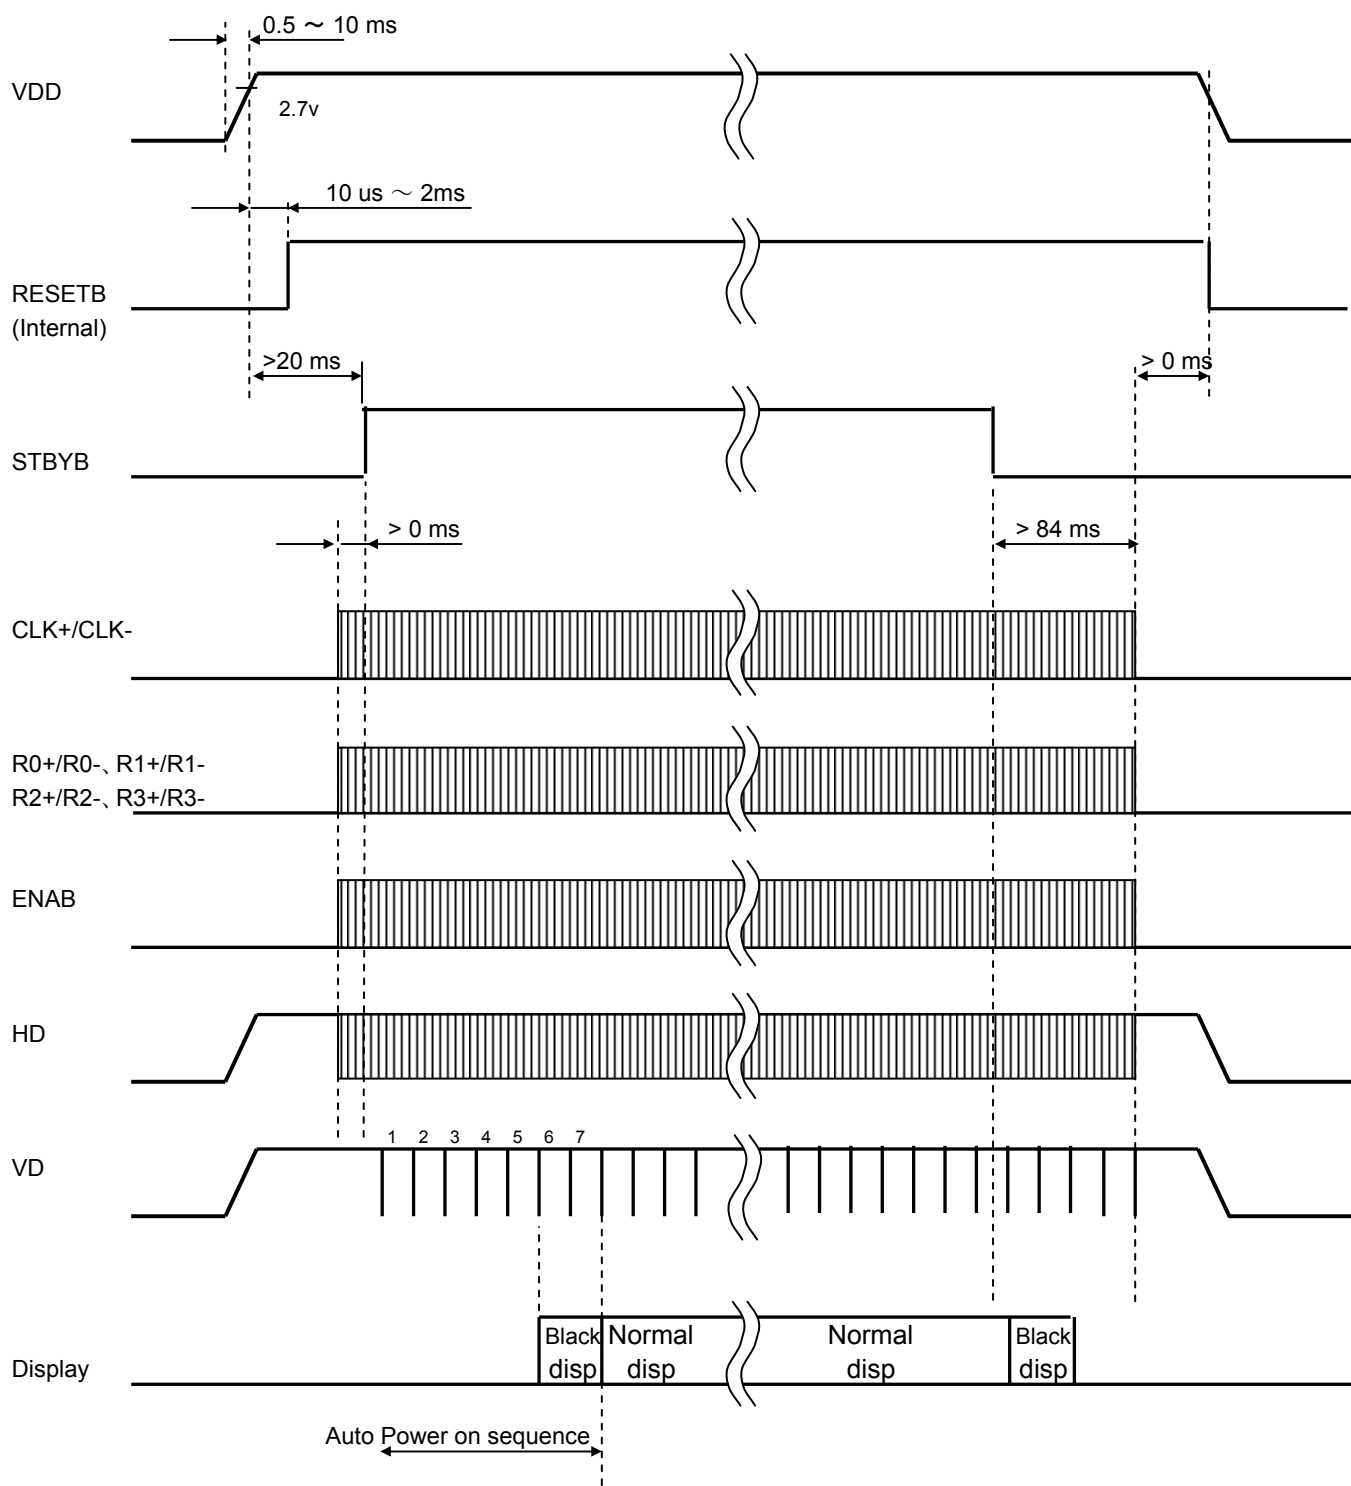 0.5 ～ 10 ms
VDD
2.7v
10 us ～ 2ms
RESETB
(Internal)
>20 ms
> 0 ms
STBYB
> 0 ms
> 84 ms
CLK+/CLK-
R0+/R0-、R1+/R1-
R2+/R2-、R3+/R3-
ENAB
HD
1 2 3 4 5 6 7
VD
Black Normal Normal Black
disp disp disp disp
Display
Auto Power on sequence